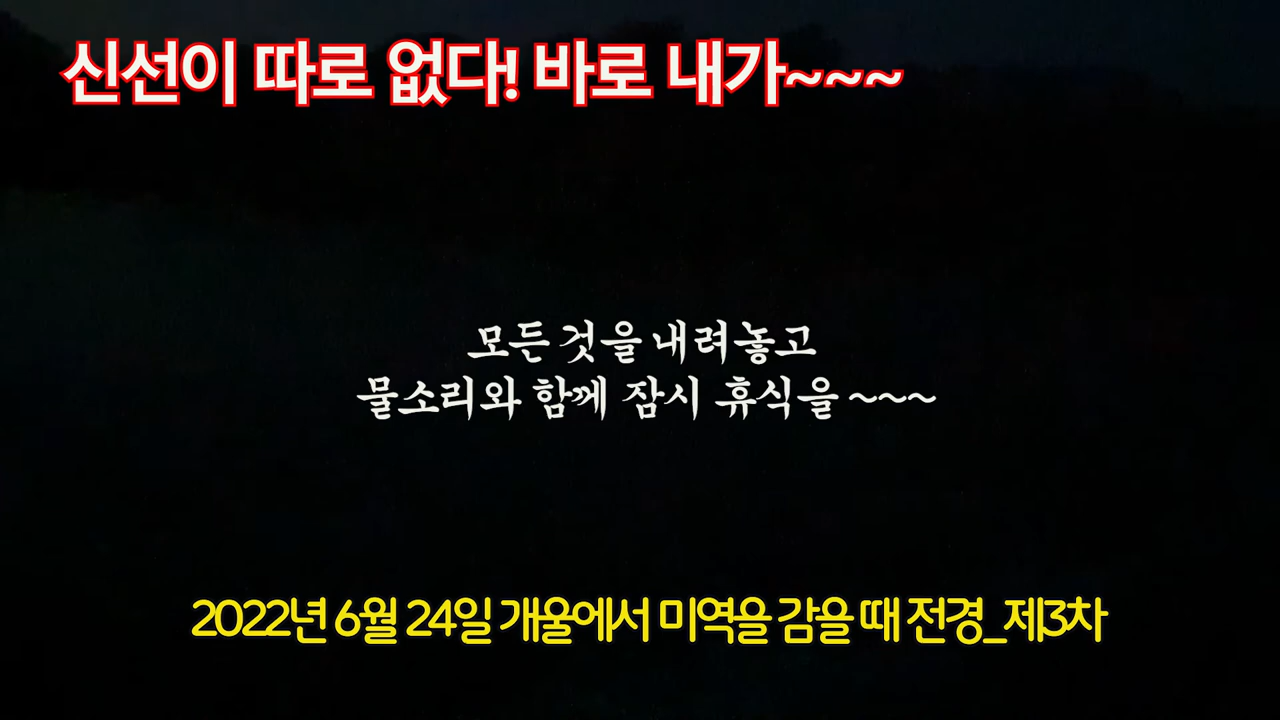 신선이 따로 없다! 바로 내가~~~
모든 것을 내려놓고
물소리와 함께 잠시 휴식을 ~~~
2022년 6월 24일 개울에서 미역을 감을 때 전경_제3차